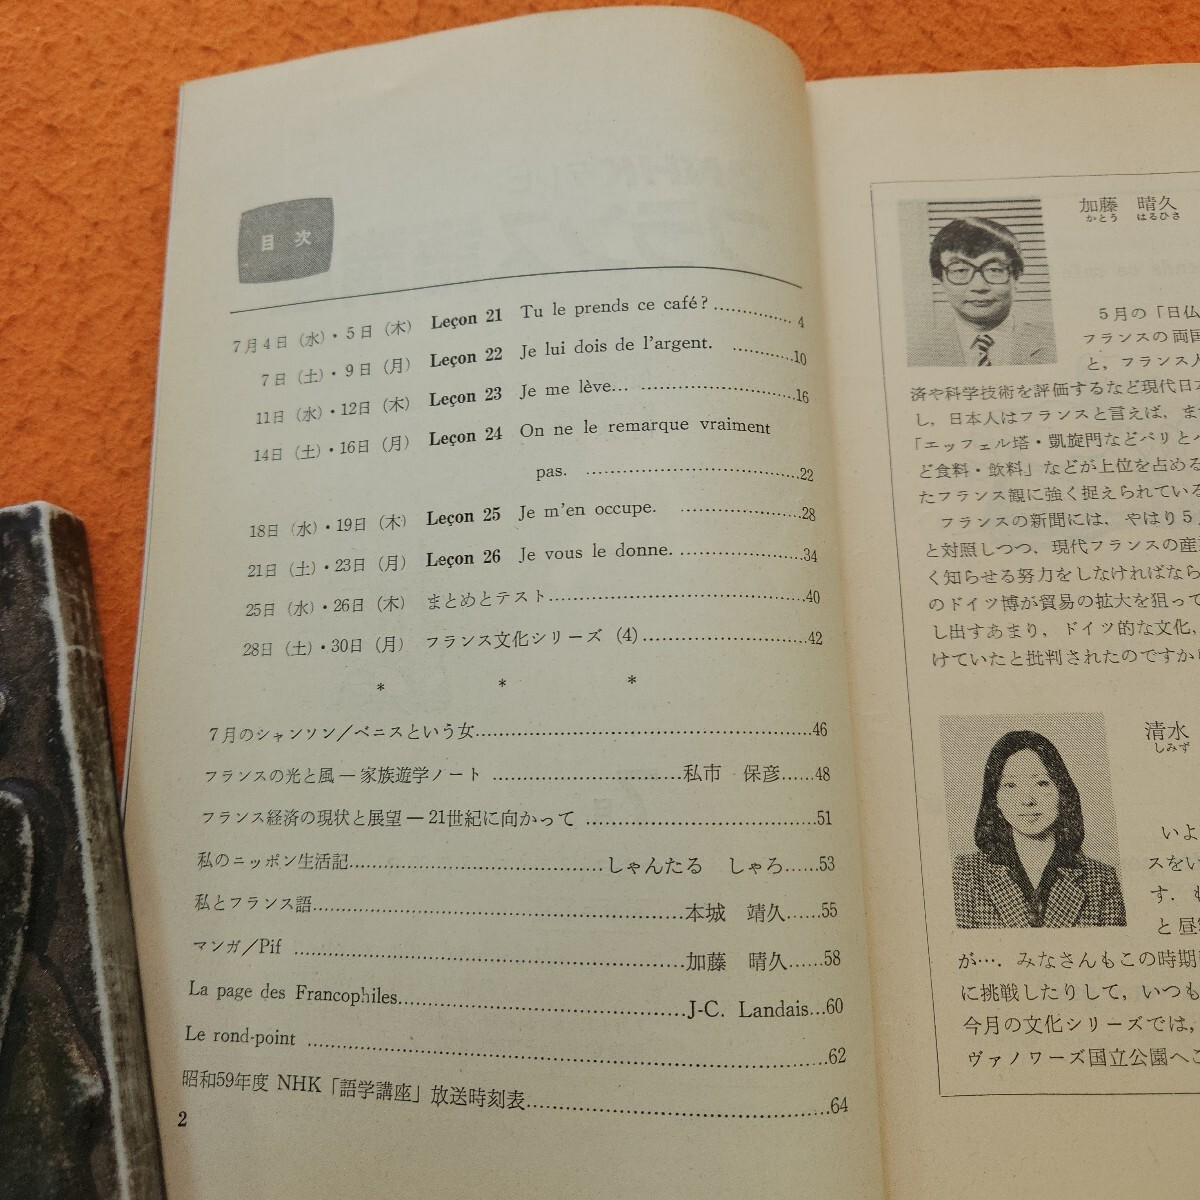 目 次
7月4日（水）・5日（木） Leçon 21 Tu le prends ce café?……………4
7日（土）・9日（月） Leçon 22 Je lui dois de l'argent. …………10
11日（水）・12日（木） Leçon 23 Je me lève… ……………………16
14日（土）・16日（月） Leçon 24 On ne le remarque vraiment
pas. ……………………………22
18日（水）・19日（木） Leçon 25 Je m'en occupe. ………………28
21日（土）・23日（月） Leçon 26 Je vous le donne. ………………34
25日（水）・26日（木） まとめとテスト……………………………40
28日（土）・30日（月） フランス文化シリーズ（4）………………42
* * *
7月のシャンソン／ベニスという女……………………………46
フランスの光と風 ― 家族遊学ノート ……………………私市 保彦……48
フランス経済の現状と展望 ― 21世紀に向かって ……………………51
私のニッポン生活記……………………………しゃんたる しゃろ……53
私とフランス語……………………………………本城 靖久……55
マンガ／Pif ……………………………………加藤 晴久……58
La page des Francophiles……………………………J-C. Landais…60
Le rond-point ……………………………………………………62
昭和59年度 NHK「語学講座」放送時刻表……………………………64
2
加藤 晴久
かとう はるひさ
5月の「日仏
フランスの両国
と，フランス人
済や科学技術を評価するなど現代日本
し，日本人はフランスと言えば，ま
「エッフェル塔・凱旋門などパリと
ど食料・飲料」などが上位を占める
たフランス観に強く捉えられている
フランスの新聞には，やはり5
と対照しつつ，現代フランスの産
く知らせる努力をしなければなら
のドイツ博が貿易の拡大を狙って
し出すあまり，ドイツ的な文化，
けていたと批判されたのですか
清水
しみず
いよ
スをい
す．も
と昼
が…．みなさんもこの時期
に挑戦したりして，いつも
今月の文化シリーズでは，
ヴァノワーズ国立公園へご